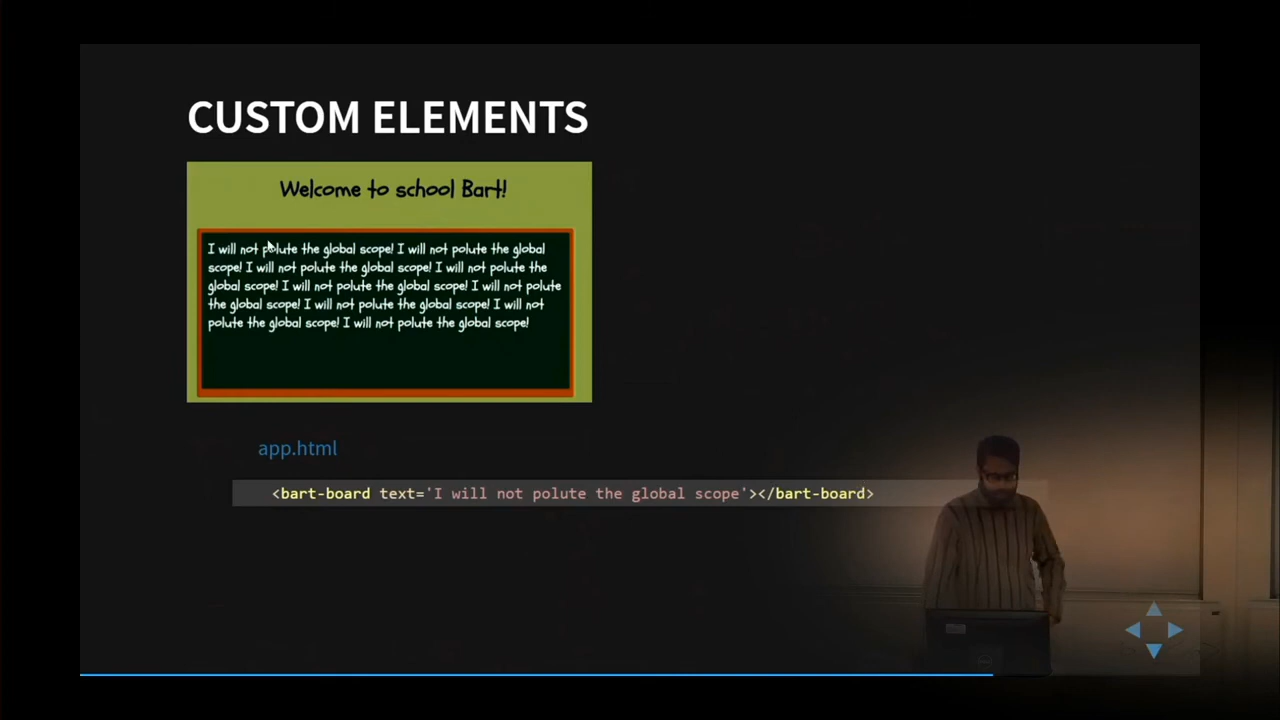 CUSTOM ELEMENTS
Welcome to school Bart!
I will not polute the global scope! I will not polute the global
scope! I will not polute the global scope! I will not polute the
global scope! I will not polute the global scope! I will not polute
the global scope! I will not polute the global scope! I will not
polute the global scope! I will not polute the global scope!
app.html
<bart-board text='I will not polute the global scope'></bart-board>